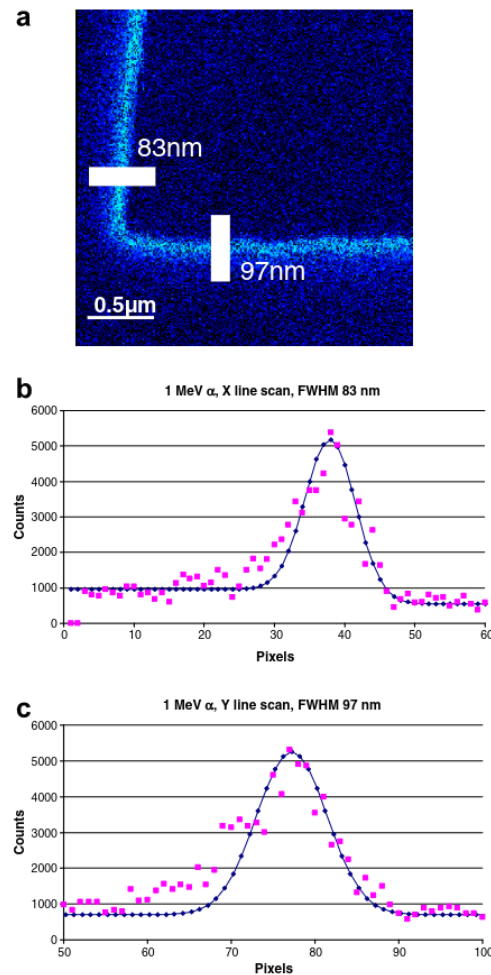 a
83nm
97nm
0.5μm
b
1 MeV α, X line scan, FWHM 83 nm
6000
5000
4000
3000
2000
1000
0
Counts
0 10 20 30 40 50 60
Pixels
c
1 MeV α, Y line scan, FWHM 97 nm
6000
5000
4000
3000
2000
1000
0
Counts
50 60 70 80 90 100
Pixels